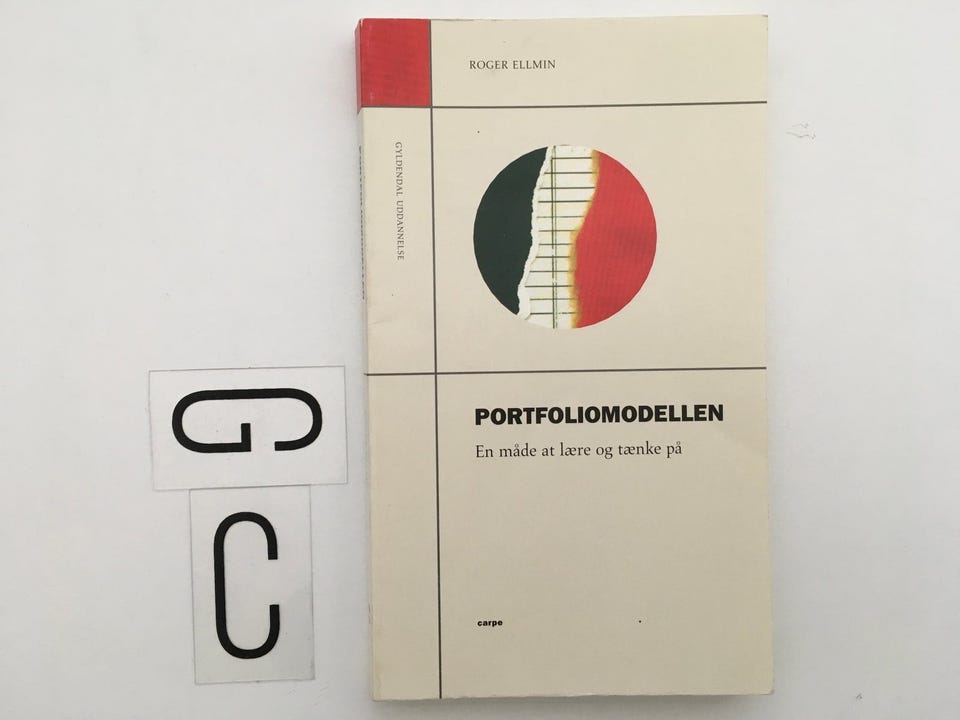 ROGER ELLMIN
GYLDENDAL UDDANNELSE
PORTFOLIOMODELLEN
En måde at lære og tænke på
carpe
G
C